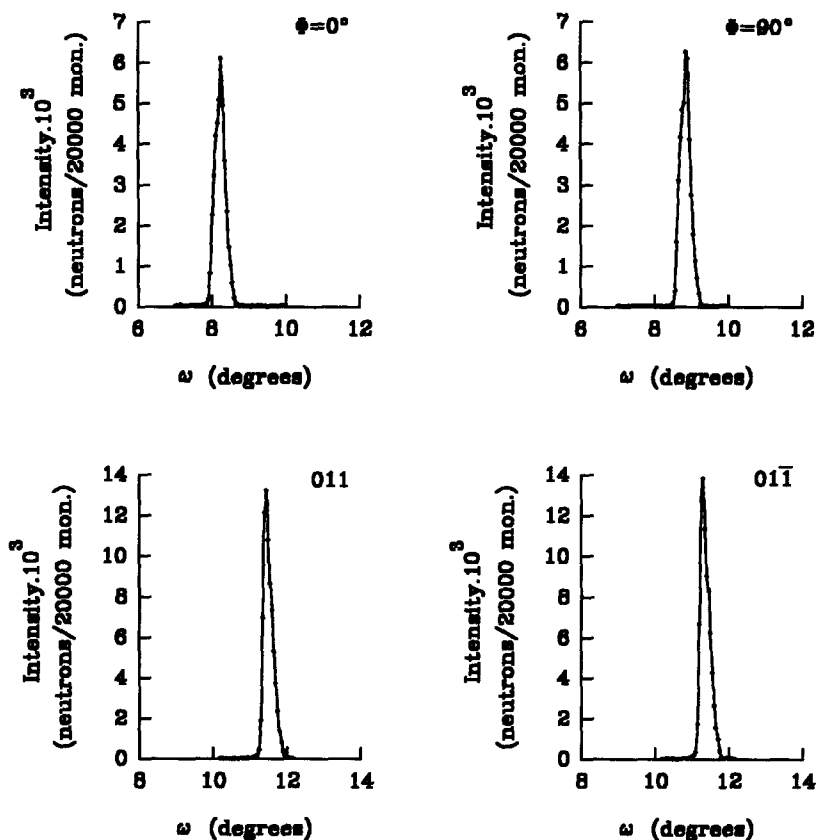 Φ=0°
7
6
5
4
3
2
1
0
Intensity.10³
(neutrons/20000 mon.)
6 8 10 12
ω (degrees)
Φ=90°
7
6
5
4
3
2
1
0
Intensity.10³
(neutrons/20000 mon.)
6 8 10 12
ω (degrees)
011
14
12
10
8
6
4
2
0
Intensity.10³
(neutrons/20000 mon.)
8 10 12 14
ω (degrees)
011̅
14
12
10
8
6
4
2
0
Intensity.10³
(neutrons/20000 mon.)
8 10 12 14
ω (degrees)